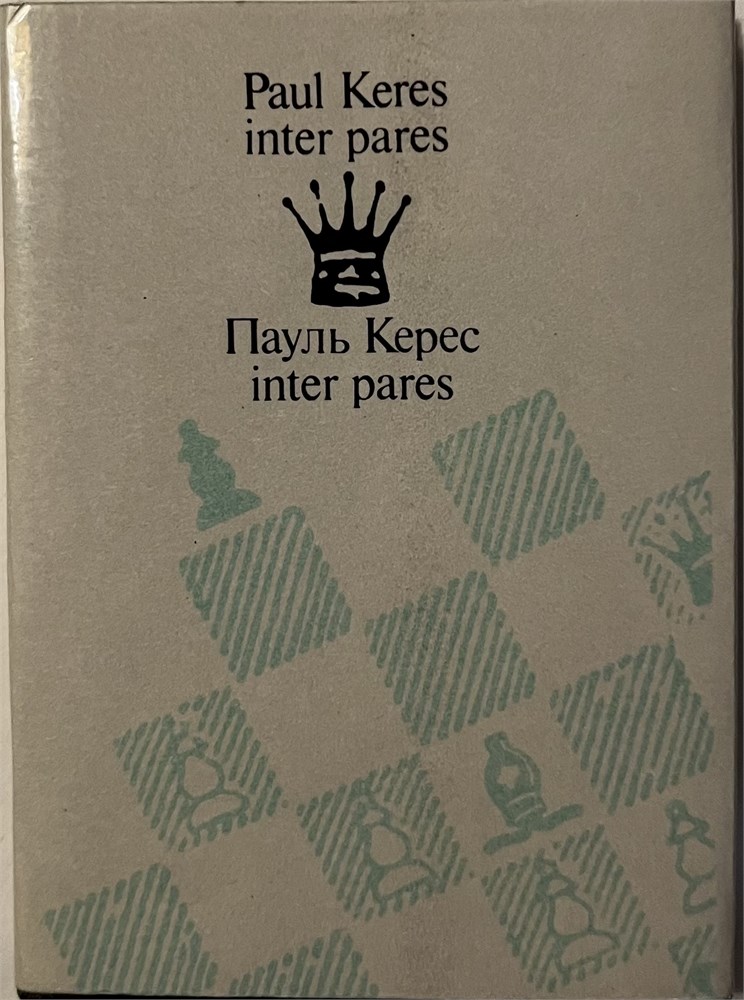 Paul Keres
inter pares
Пауль Керес
inter pares